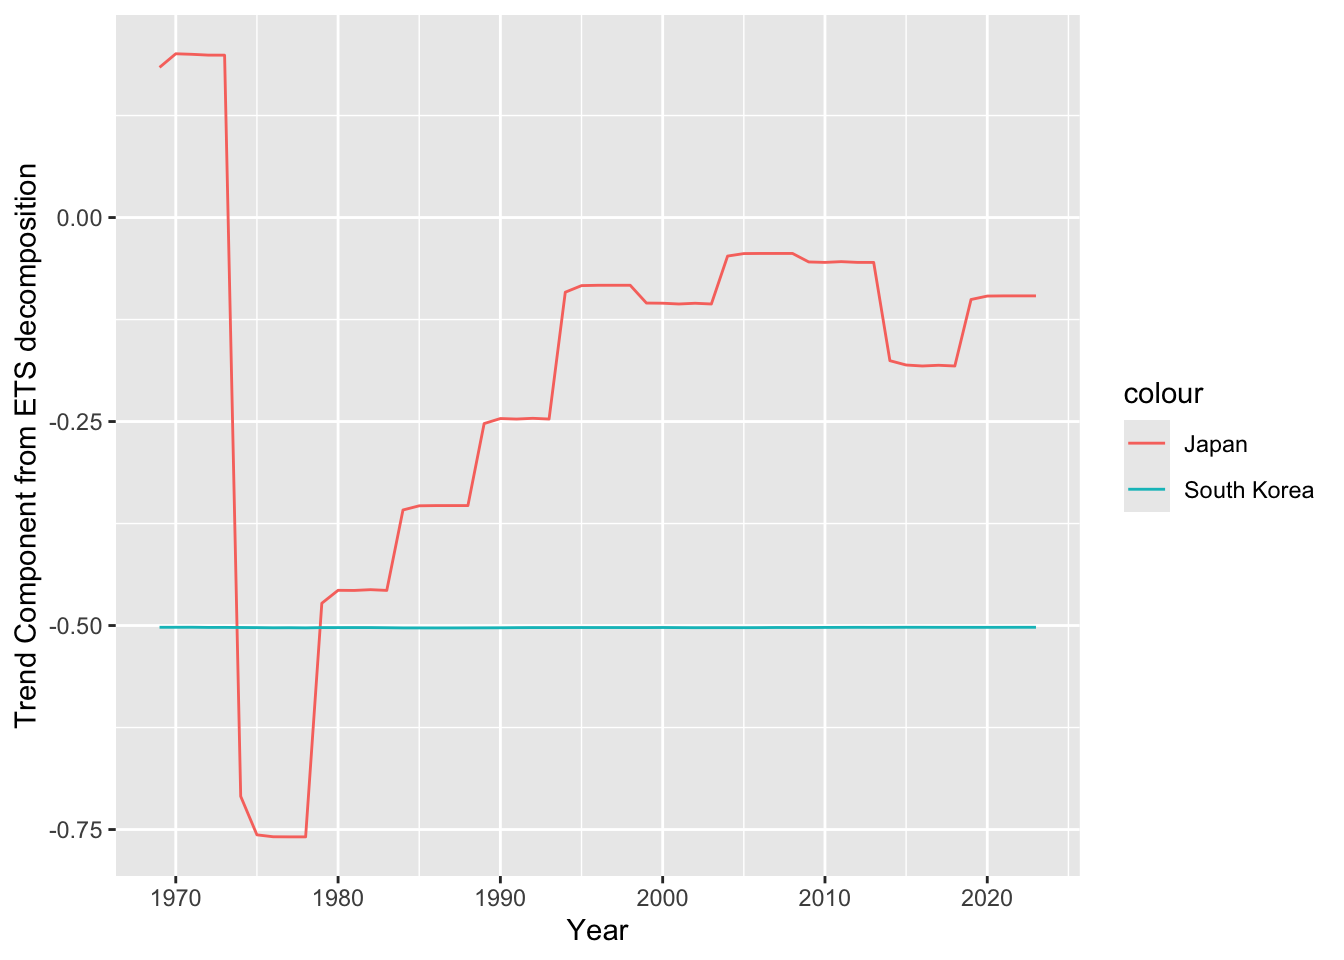 Trend Component from ETS decomposition
0.00
-0.25
-0.50
-0.75
1970 1980 1990 2000 2010 2020
Year
colour
Japan
South Korea